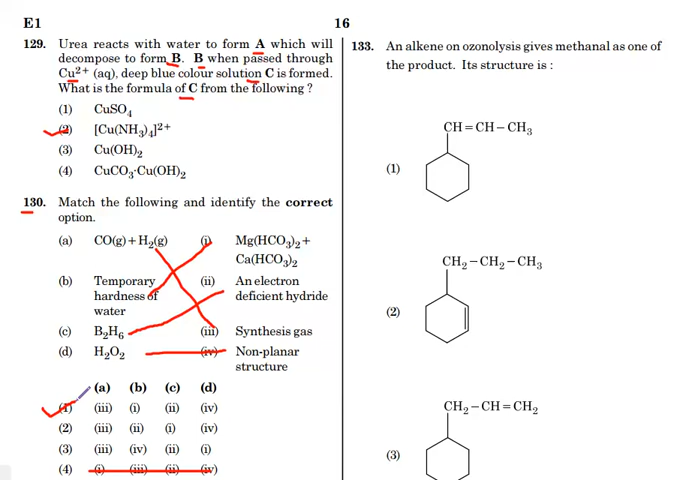 E1
16
129. Urea reacts with water to form A which will
decompose to form B. B when passed through
Cu²⁺ (aq), deep blue colour solution C is formed.
What is the formula of C from the following ?
(1) CuSO₄
(2) [Cu(NH₃)₄]²⁺
(3) Cu(OH)₂
(4) CuCO₃·Cu(OH)₂
130. Match the following and identify the correct
option.
(a) CO(g) + H₂(g) (i) Mg(HCO₃)₂ +
Ca(HCO₃)₂
(b) Temporary (ii) An electron
hardness of deficient hydride
water
(c) B₂H₆ (iii) Synthesis gas
(d) H₂O₂ (iv) Non-planar
structure
(a) (b) (c) (d)
(1) (iii) (i) (ii) (iv)
(2) (iii) (ii) (i) (iv)
(3) (iii) (iv) (ii) (i)
(4) (i) (iii) (ii) (iv)
133. An alkene on ozonolysis gives methanal as one of
the product. Its structure is :
CH = CH – CH₃
(1)
CH₂ – CH₂ – CH₃
(2)
CH₂ – CH = CH₂
(3)